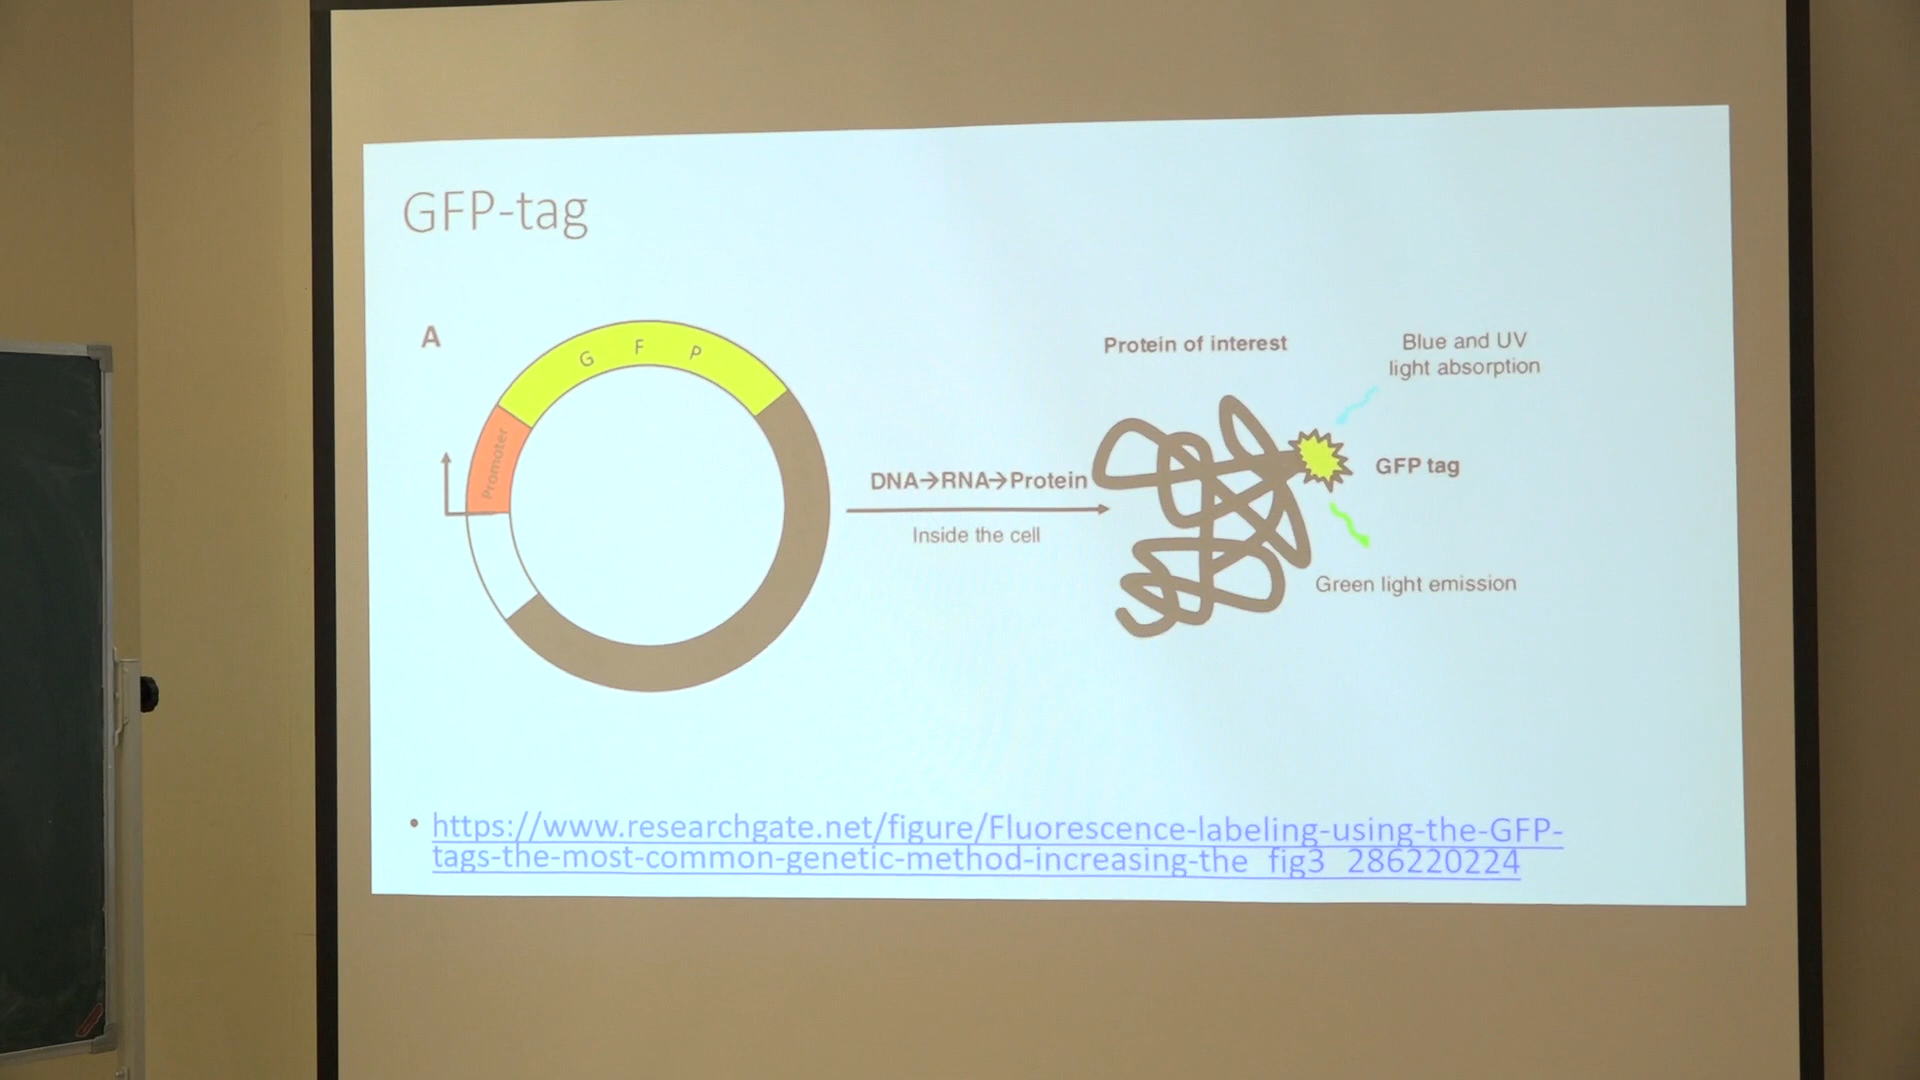 GFP-tag
A
G F P
Promoter
DNA→RNA→Protein
Inside the cell
Protein of interest
Blue and UV
light absorption
GFP tag
Green light emission
• https://www.researchgate.net/figure/Fluorescence-labeling-using-the-GFP-
tags-the-most-common-genetic-method-increasing-the_fig3_286220224